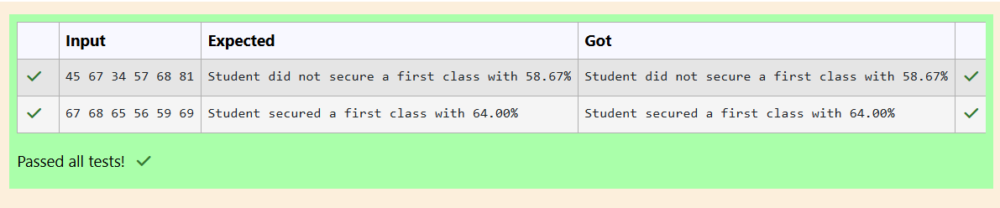 Input Expected Got
45 67 34 57 68 81 Student did not secure a first class with 58.67% Student did not secure a first class with 58.67%
67 68 65 56 59 69 Student secured a first class with 64.00% Student secured a first class with 64.00%
Passed all tests!